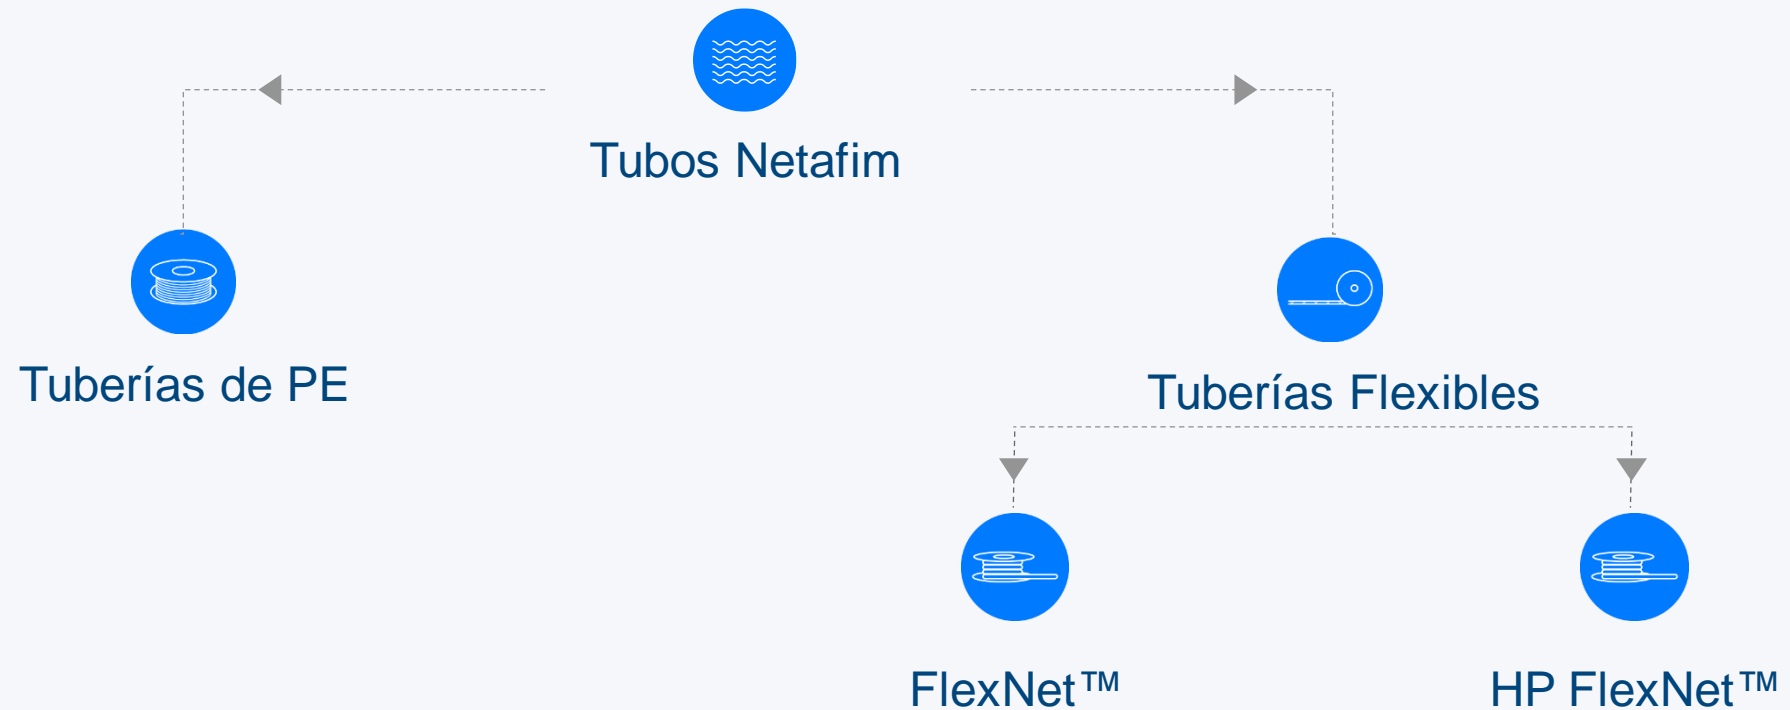 Tubos Netafim
Tuberías de PE
Tuberías Flexibles
FlexNet™
HP FlexNet™